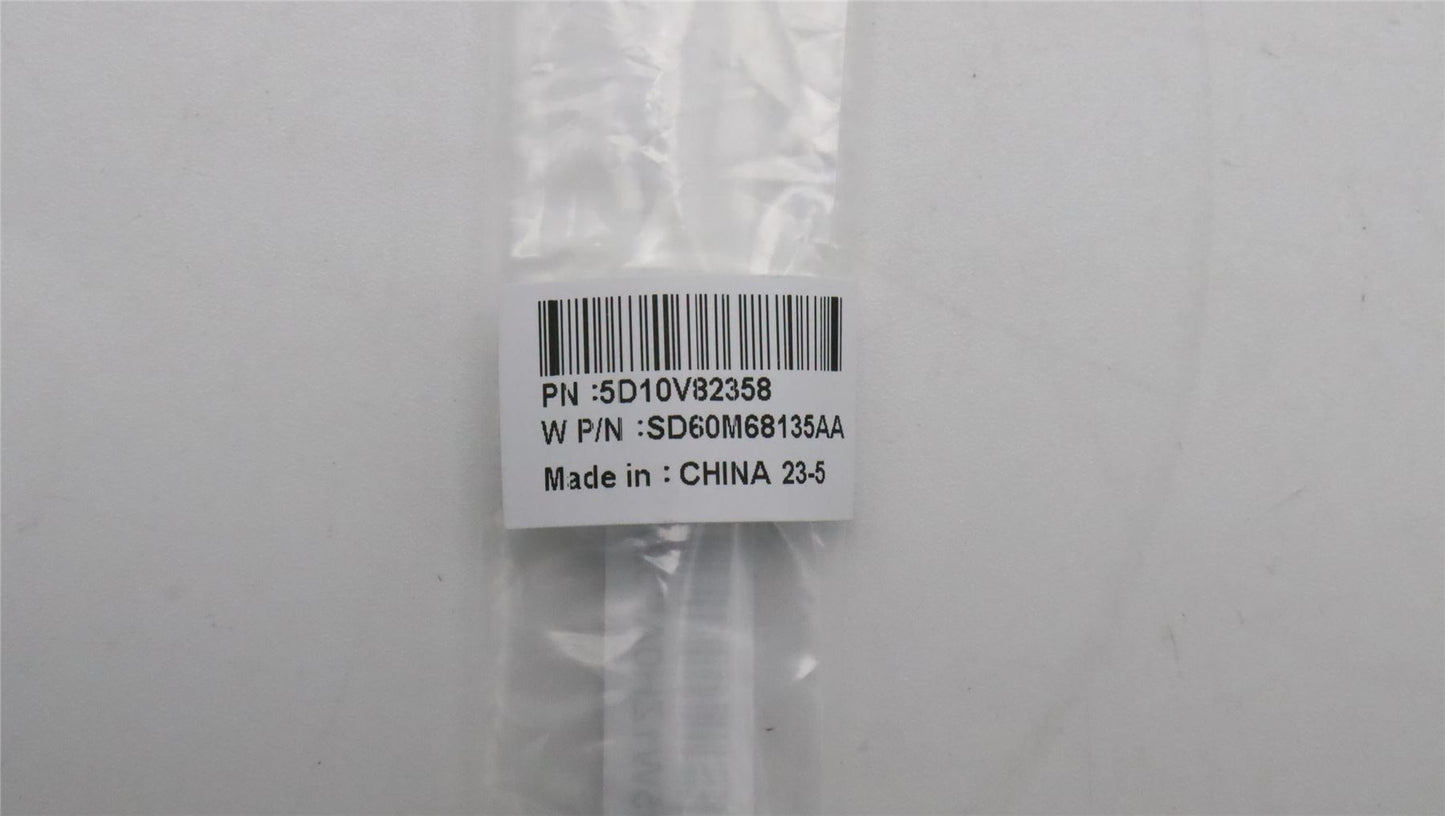 PN :5D10V82358
W P/N :SD60M68135AA
Made in : CHINA 23-5